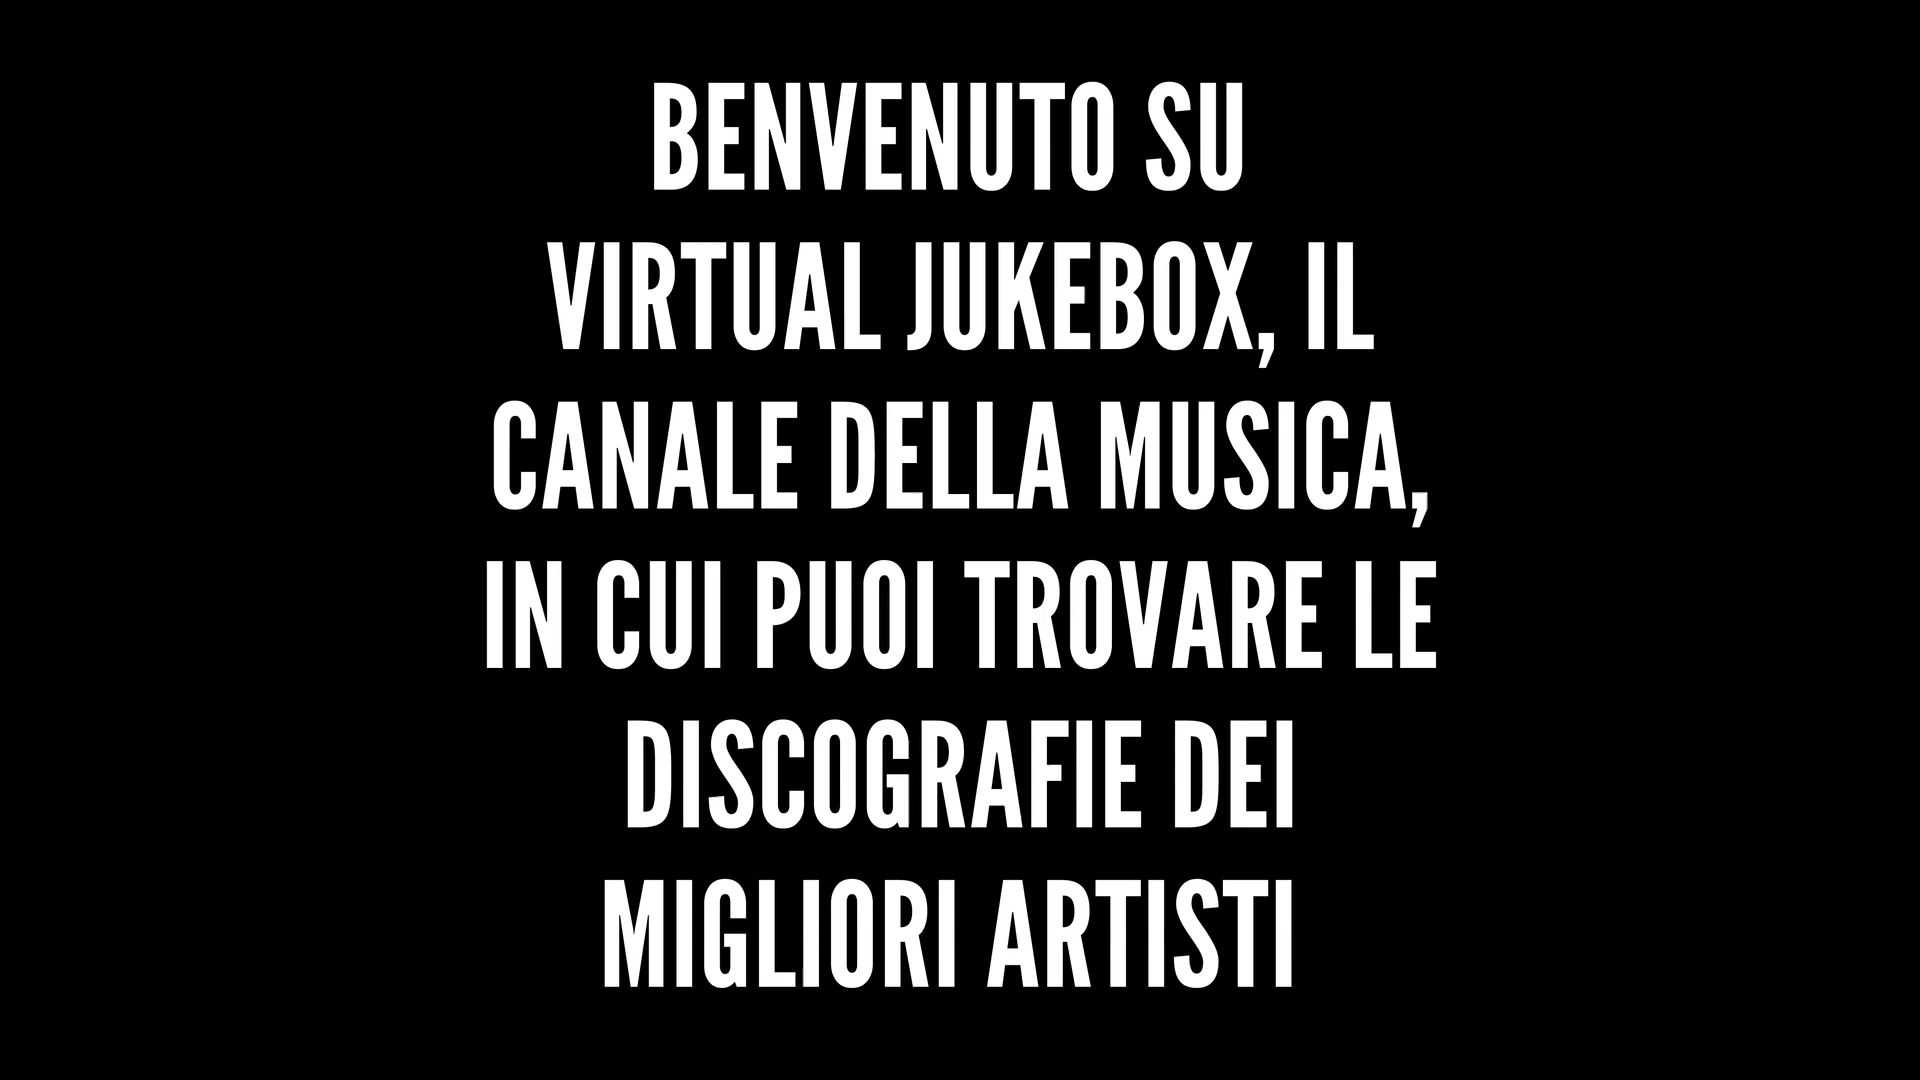 BENVENUTO SU
VIRTUAL JUKEBOX, IL
CANALE DELLA MUSICA,
IN CUI PUOI TROVARE LE
DISCOGRAFIE DEI
MIGLIORI ARTISTI